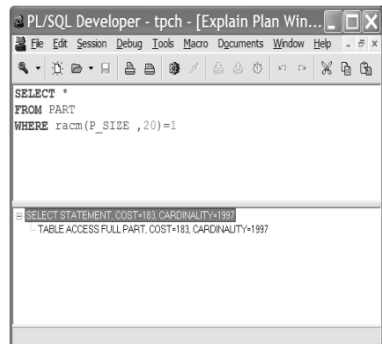 PL/SQL Developer - tpch - [Explain Plan Win...
File Edit Session Debug Tools Macro Documents Window Help
SELECT *
FROM PART
WHERE racm(P_SIZE ,20)=1
SELECT STATEMENT, COST=183, CARDINALITY=1997
TABLE ACCESS FULL PART, COST=183, CARDINALITY=1997